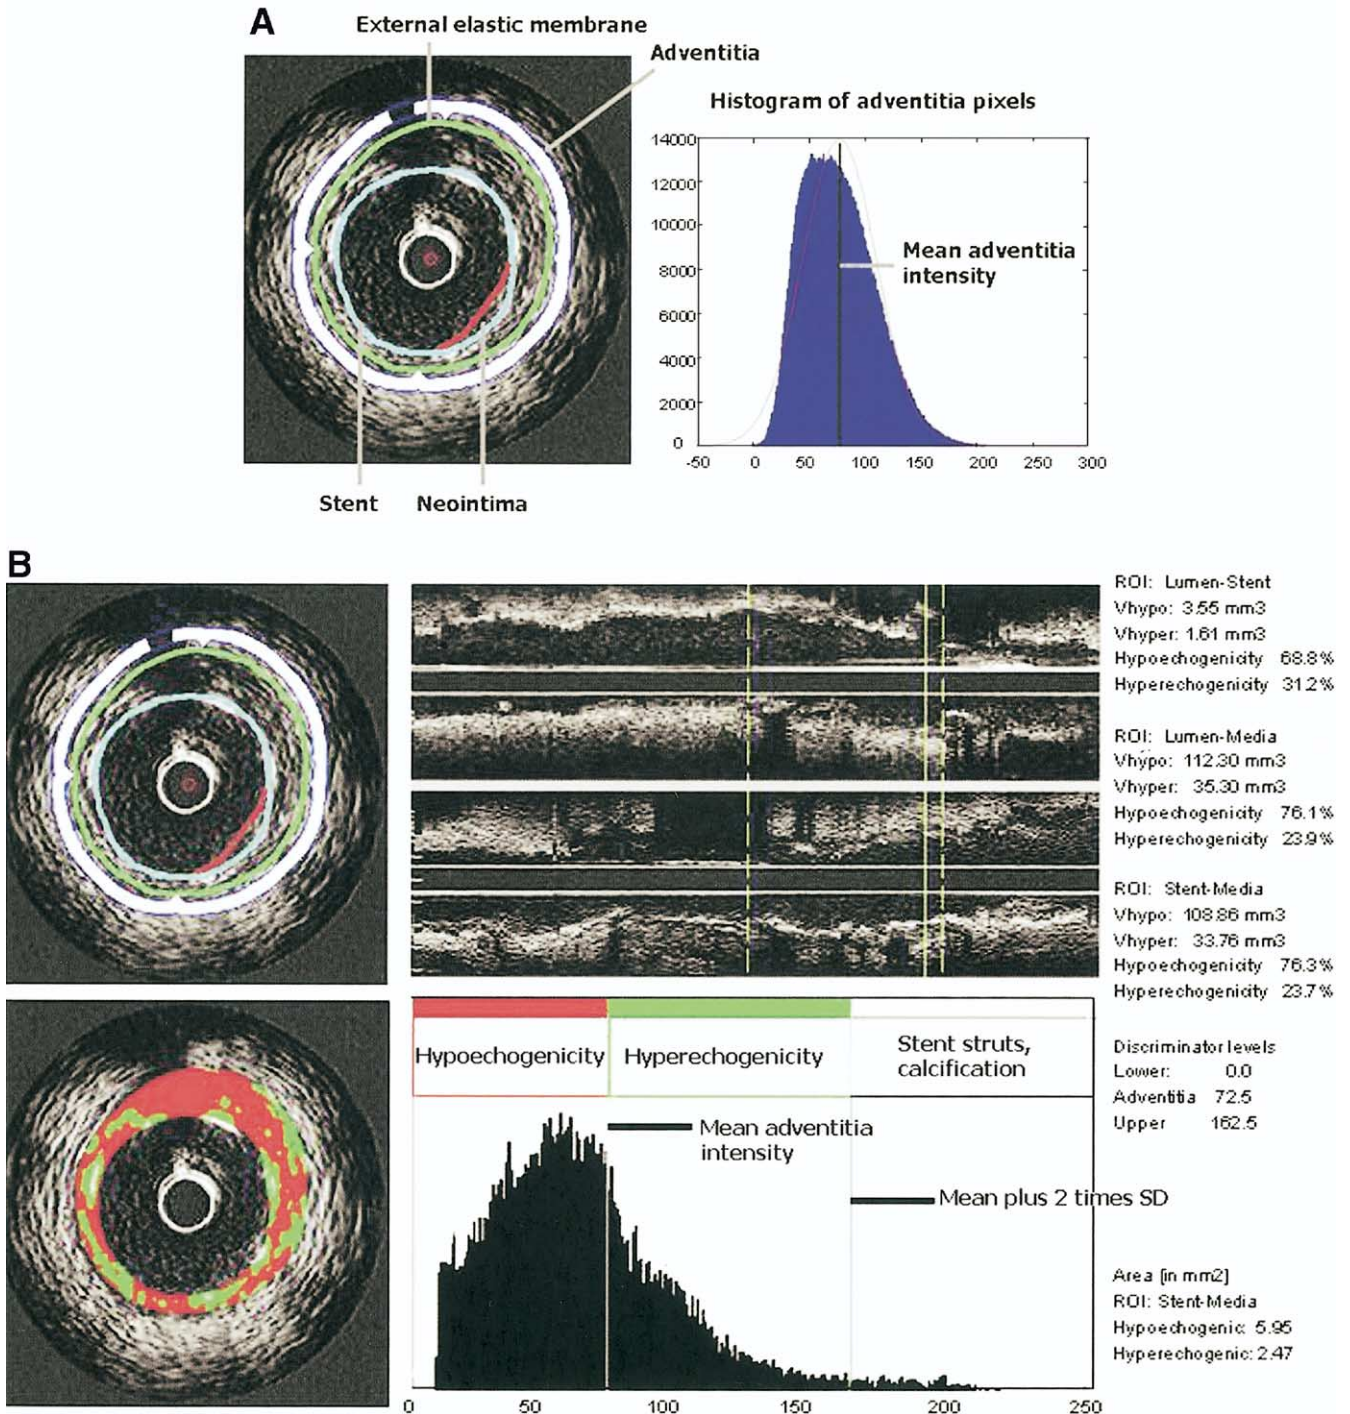 A
External elastic membrane
Adventitia
Histogram of adventitia pixels
14000
12000
10000
8000
6000
4000
2000
0
-50 0 50 100 150 200 250 300
Mean adventitia
intensity
Stent Neointima
B
ROI: Lumen-Stent
Vhypo: 3.55 mm3
Vhyper: 1.61 mm3
Hypoechogenicity 68.8%
Hyperechogenicity 31.2%
ROI: Lumen-Media
Vhypo: 112.30 mm3
Vhyper: 35.30 mm3
Hypoechogenicity 76.1%
Hyperechogenicity 23.9%
ROI: Stent-Media
Vhypo: 108.86 mm3
Vhyper: 33.76 mm3
Hypoechogenicity 76.3%
Hyperechogenicity 23.7%
Hypoechogenicity
Hyperechogenicity
Stent struts,
calcification
Mean adventitia
intensity
Mean plus 2 times SD
0 50 100 150 200 250
Discriminator levels
Lower: 0.0
Adventitia 72.5
Upper 162.5
Area [in mm2]
ROI: Stent-Media
Hypoechogenic: 5.95
Hyperechogenic: 2.47